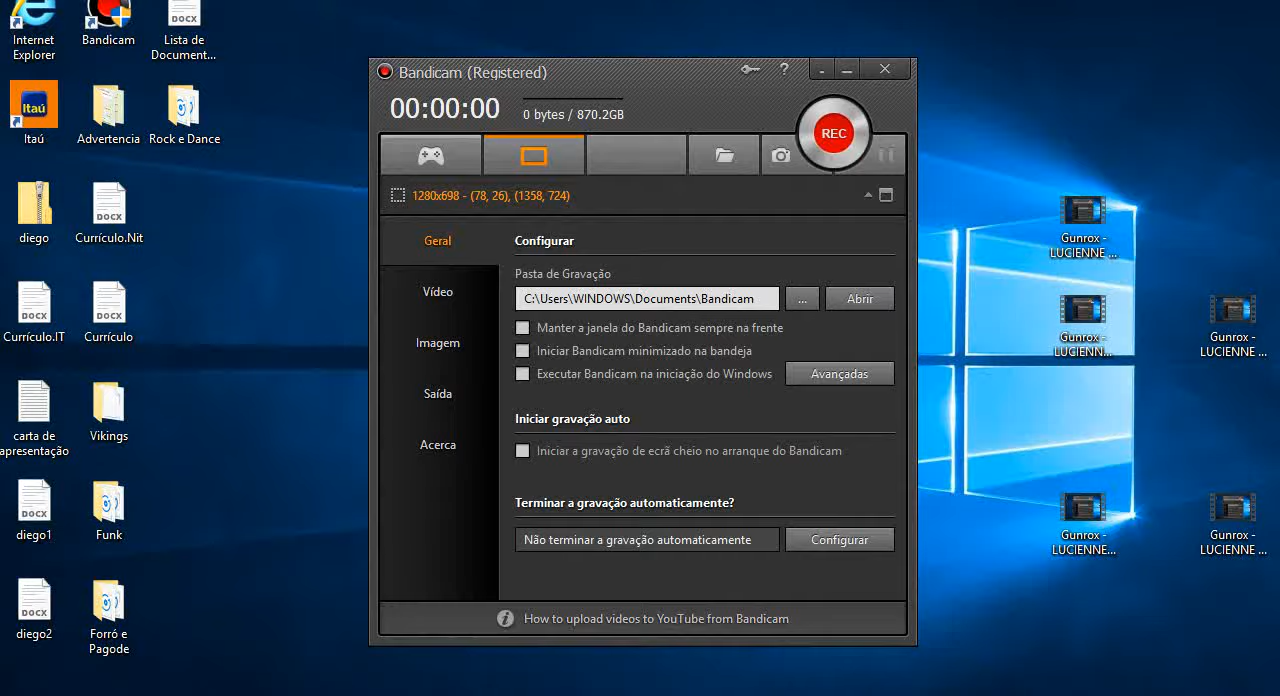 Internet
Explorer
Bandicam
Lista de
Document...
Itaú
Itaú
Advertencia
Rock e Dance
diego
DOCX
Currículo.Nit
DOCX
Currículo.IT
DOCX
Currículo
carta de
apresentação
Vikings
DOCX
diego1
Funk
DOCX
diego2
Forró e
Pagode
DOCX
Bandicam (Registered)
?
00:00:00
0 bytes / 870.2GB
REC
1280x698 - (78, 26), (1358, 724)
Geral
Vídeo
Imagem
Saída
Acerca
Configurar
Pasta de Gravação
C:\Users\WINDOWS\Documents\Bandicam
...
Abrir
Manter a janela do Bandicam sempre na frente
Iniciar Bandicam minimizado na bandeja
Executar Bandicam na iniciação do Windows
Avançadas
Iniciar gravação auto
Iniciar a gravação de ecrã cheio no arranque do Bandicam
Terminar a gravação automaticamente?
Não terminar a gravação automaticamente
Configurar
How to upload videos to YouTube from Bandicam
Gunrox -
LUCIENNE ...
Gunrox -
LUCIENN...
Gunrox -
LUCIENNE ...
Gunrox -
LUCIENNE...
Gunrox -
LUCIENNE ...